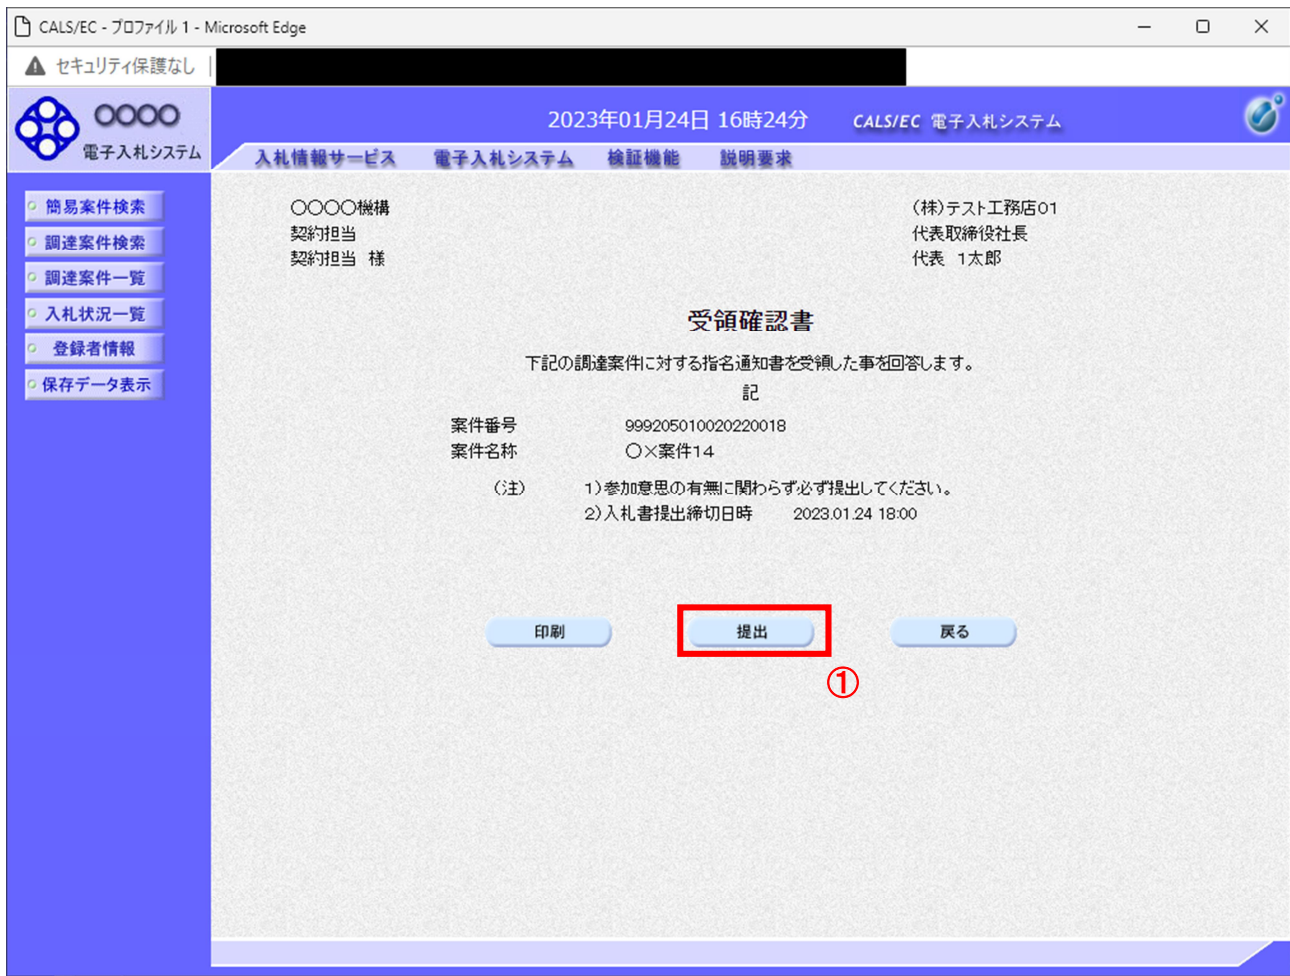 CALS/EC - プロファイル 1 - Microsoft Edge
セキュリティ保護なし
〇〇〇〇
電子入札システム
2023年01月24日 16時24分
CALS/EC 電子入札システム
入札情報サービス 電子入札システム 検証機能 説明要求
簡易案件検索
調達案件検索
調達案件一覧
入札状況一覧
登録者情報
保存データ表示
〇〇〇〇機構
契約担当
契約担当 様
(株)テスト工務店01
代表取締役社長
代表 1太郎
受領確認書
下記の調達案件に対する指名通知書を受領した事を回答します。
記
案件番号 999205010020220018
案件名称 〇×案件14
(注) 1)参加意思の有無に関わらず必ず提出してください。
2)入札書提出締切日時 2023.01.24 18:00
印刷 提出 戻る
①